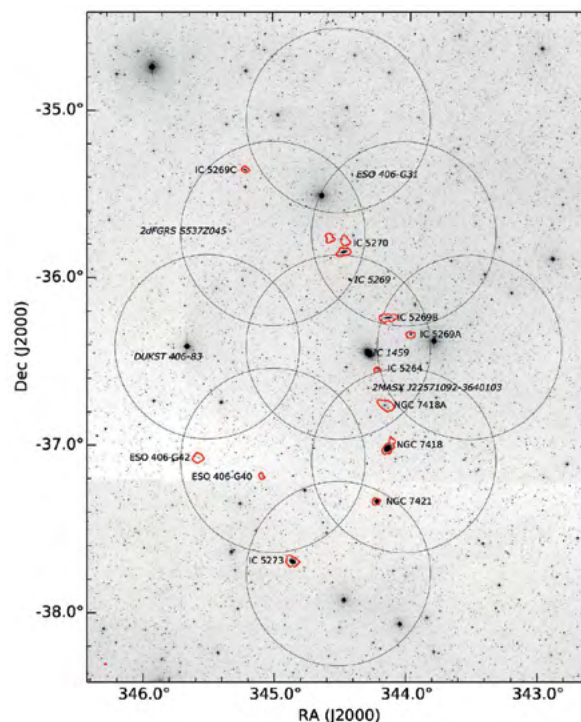 -35.0°
IC 5269C
ESO 406-G31
2dFGRS S537Z045
IC 5270
-36.0°
IC 5269
IC 5269B
IC 5269A
DUKST 406-83
IC 1459
IC 5264
2MASX J22571092-3640103
NGC 7418A
-37.0°
NGC 7418
ESO 406-G42
ESO 406-G40
NGC 7421
IC 5273
-38.0°
Dec (J2000)
346.0° 345.0° 344.0° 343.0°
RA (J2000)